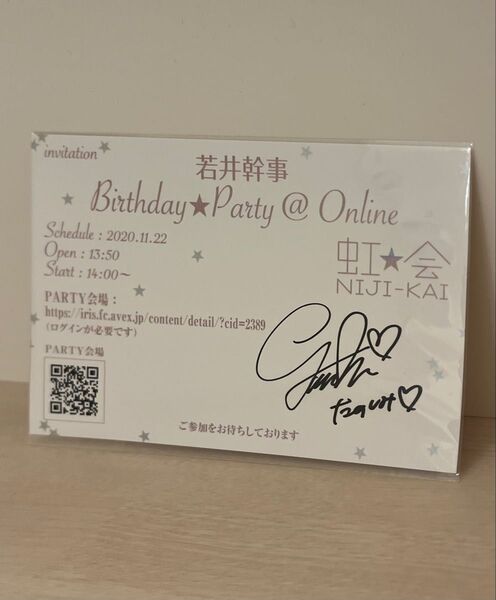 invitation
若井幹事
Birthday★Party @ Online
Schedule : 2020.11.22
Open : 13:50
Start : 14:00～
虹★会
NIJI-KAI
PARTY会場：
https://iris.fc.avex.jp/content/detail/?cid=2389
(ログインが必要です)
PARTY会場
ご参加をお待ちしております